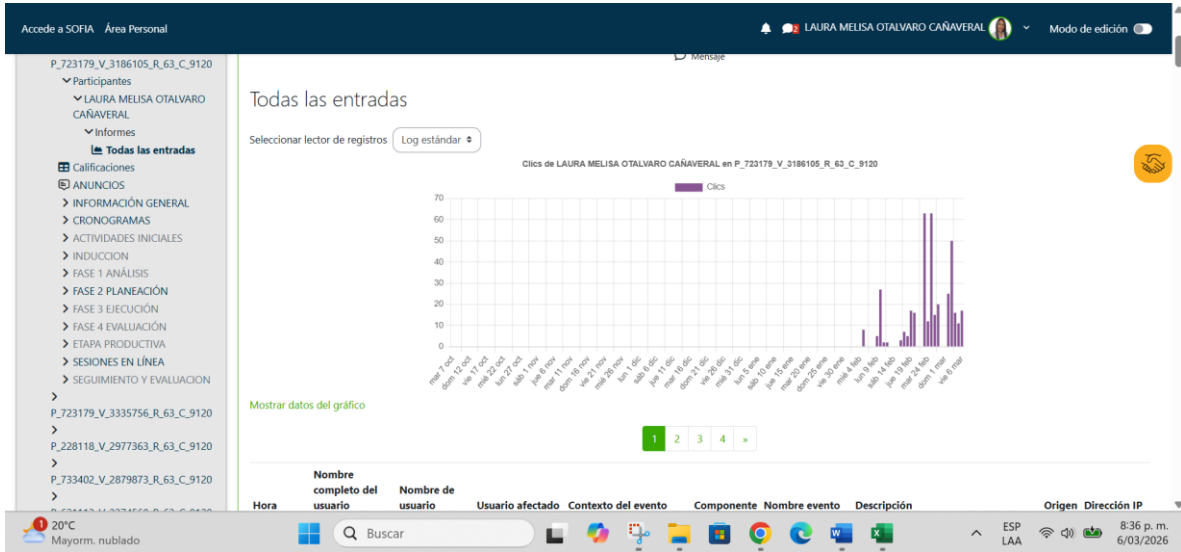 Accede a SOFIA Área Personal
2 LAURA MELISA OTALVARO CAÑAVERAL Modo de edición
P_723179_V_3186105_R_63_C_9120
Participantes
LAURA MELISA OTALVARO
CAÑAVERAL
Informes
Todas las entradas
Calificaciones
ANUNCIOS
INFORMACIÓN GENERAL
CRONOGRAMAS
ACTIVIDADES INICIALES
INDUCCION
FASE 1 ANÁLISIS
FASE 2 PLANEACIÓN
FASE 3 EJECUCIÓN
FASE 4 EVALUACIÓN
ETAPA PRODUCTIVA
SESIONES EN LÍNEA
SEGUIMIENTO Y EVALUACION
P_723179_V_3335756_R_63_C_9120
P_228118_V_2977363_R_63_C_9120
P_733402_V_2879873_R_63_C_9120
Mensaje
Todas las entradas
Seleccionar lector de registros Log estándar
Clics de LAURA MELISA OTALVARO CAÑAVERAL en P_723179_V_3186105_R_63_C_9120
Clics
70
60
50
40
30
20
10
0
mar 7 oct
dom 12 oct
vie 17 oct
mié 22 oct
lun 27 oct
sáb 1 nov
jue 6 nov
mar 11 nov
dom 16 nov
vie 21 nov
mié 26 nov
lun 1 dic
sáb 6 dic
jue 11 dic
mar 16 dic
dom 21 dic
vie 26 dic
mié 31 dic
lun 5 ene
sáb 10 ene
jue 15 ene
mar 20 ene
dom 25 ene
vie 30 ene
mié 4 feb
lun 9 feb
sáb 14 feb
jue 19 feb
mar 24 feb
dom 1 mar
vie 6 mar
Mostrar datos del gráfico
1 2 3 4 »
Hora Nombre completo del usuario Nombre de usuario Usuario afectado Contexto del evento Componente Nombre evento Descripción Origen Dirección IP
1 20°C
Mayorm. nublado
Buscar
ESP
LAA
8:36 p. m.
6/03/2026